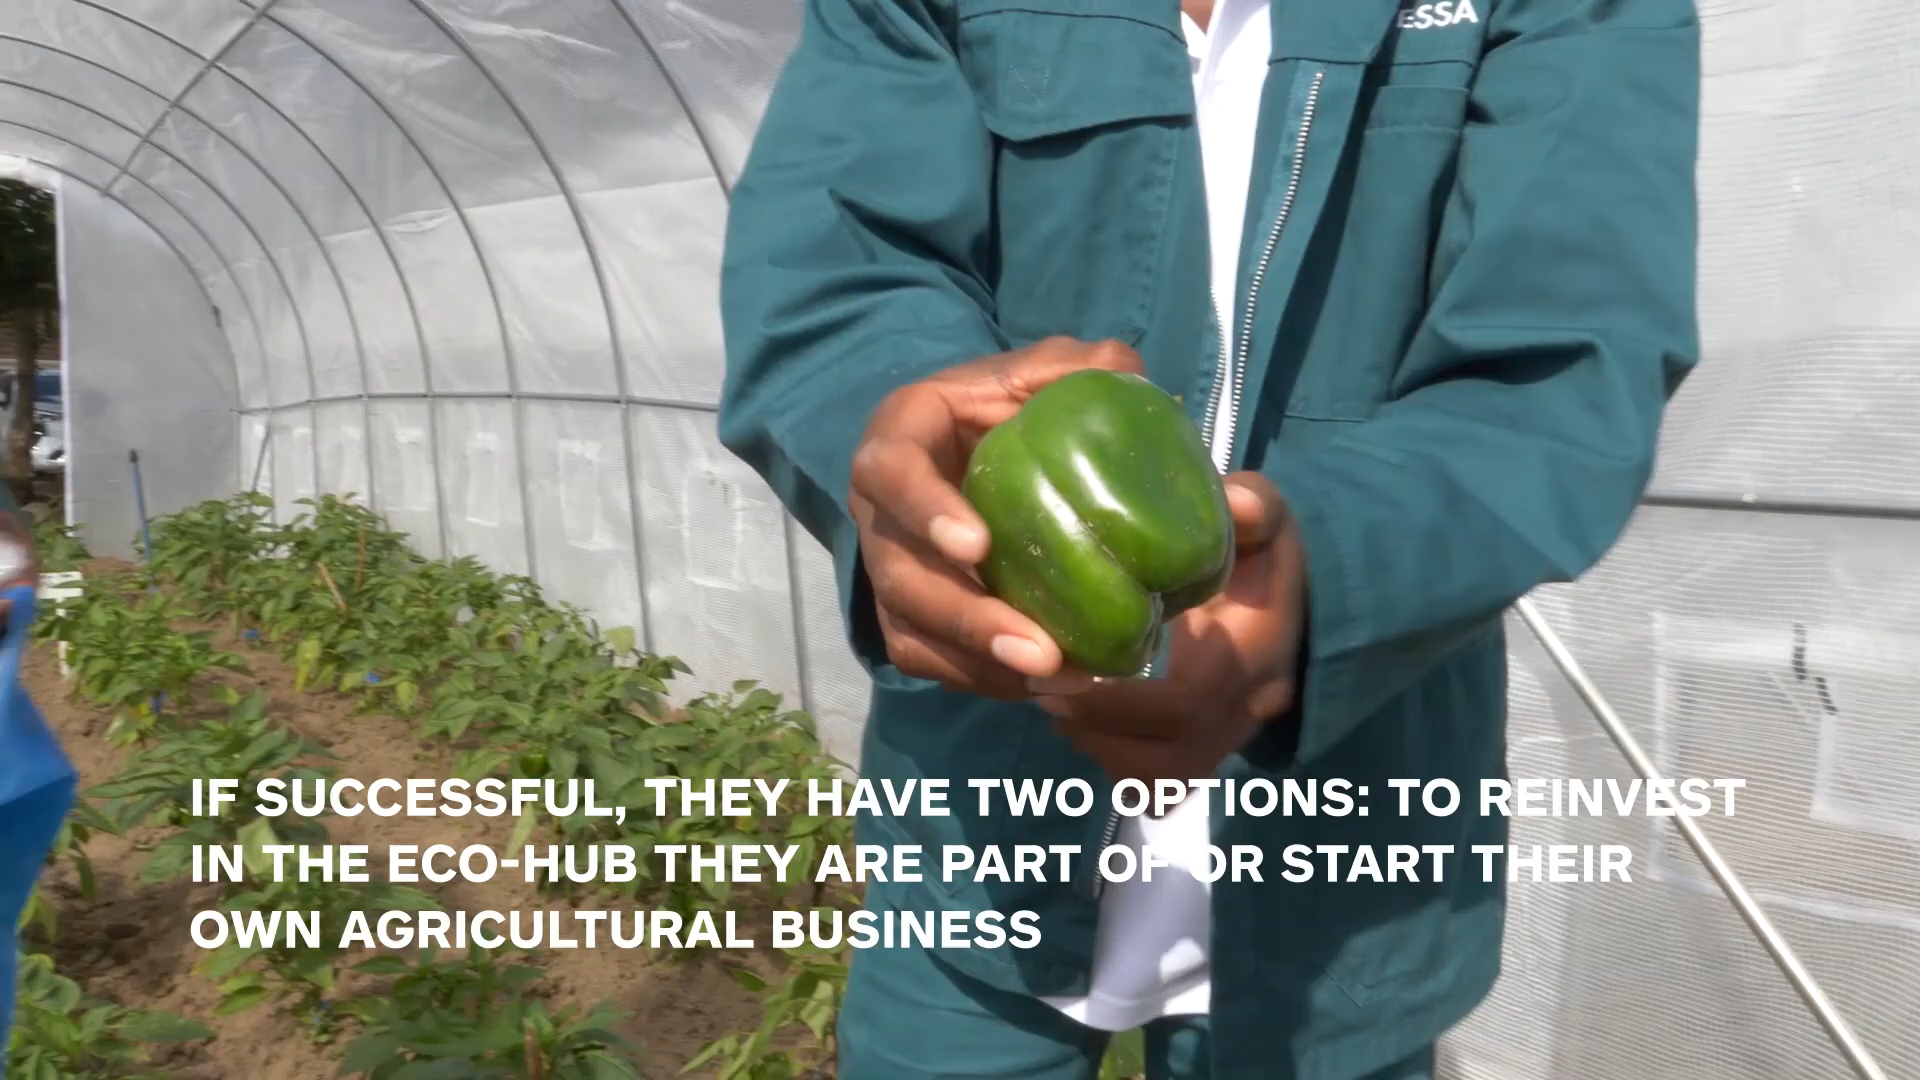 ESSA
IF SUCCESSFUL, THEY HAVE TWO OPTIONS: TO REINVEST
IN THE ECO-HUB THEY ARE PART OF OR START THEIR
OWN AGRICULTURAL BUSINESS